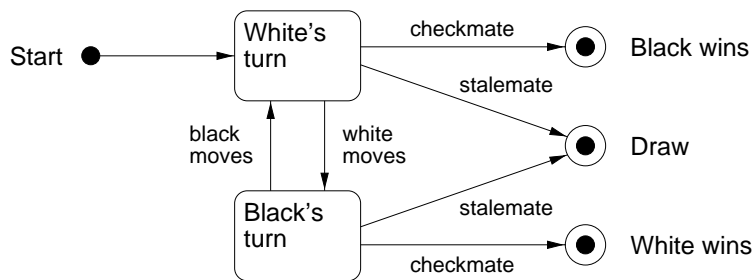 Start
White's
turn
checkmate
Black wins
stalemate
black
moves
white
moves
Draw
Black's
turn
stalemate
checkmate
White wins